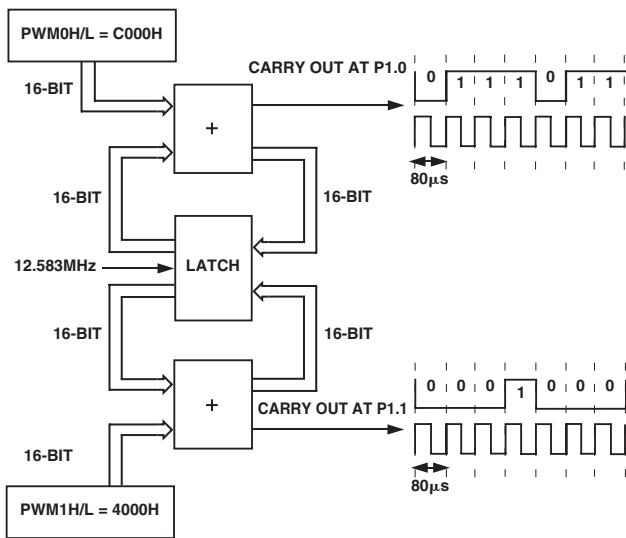 PWM0H/L = C000H
16-BIT
CARRY OUT AT P1.0
0 1 1 1 0 1 1
+
80µs
16-BIT
16-BIT
12.583MHz
LATCH
16-BIT
16-BIT
0 0 0 1 0 0 0
+
CARRY OUT AT P1.1
16-BIT
80µs
PWM1H/L = 4000H